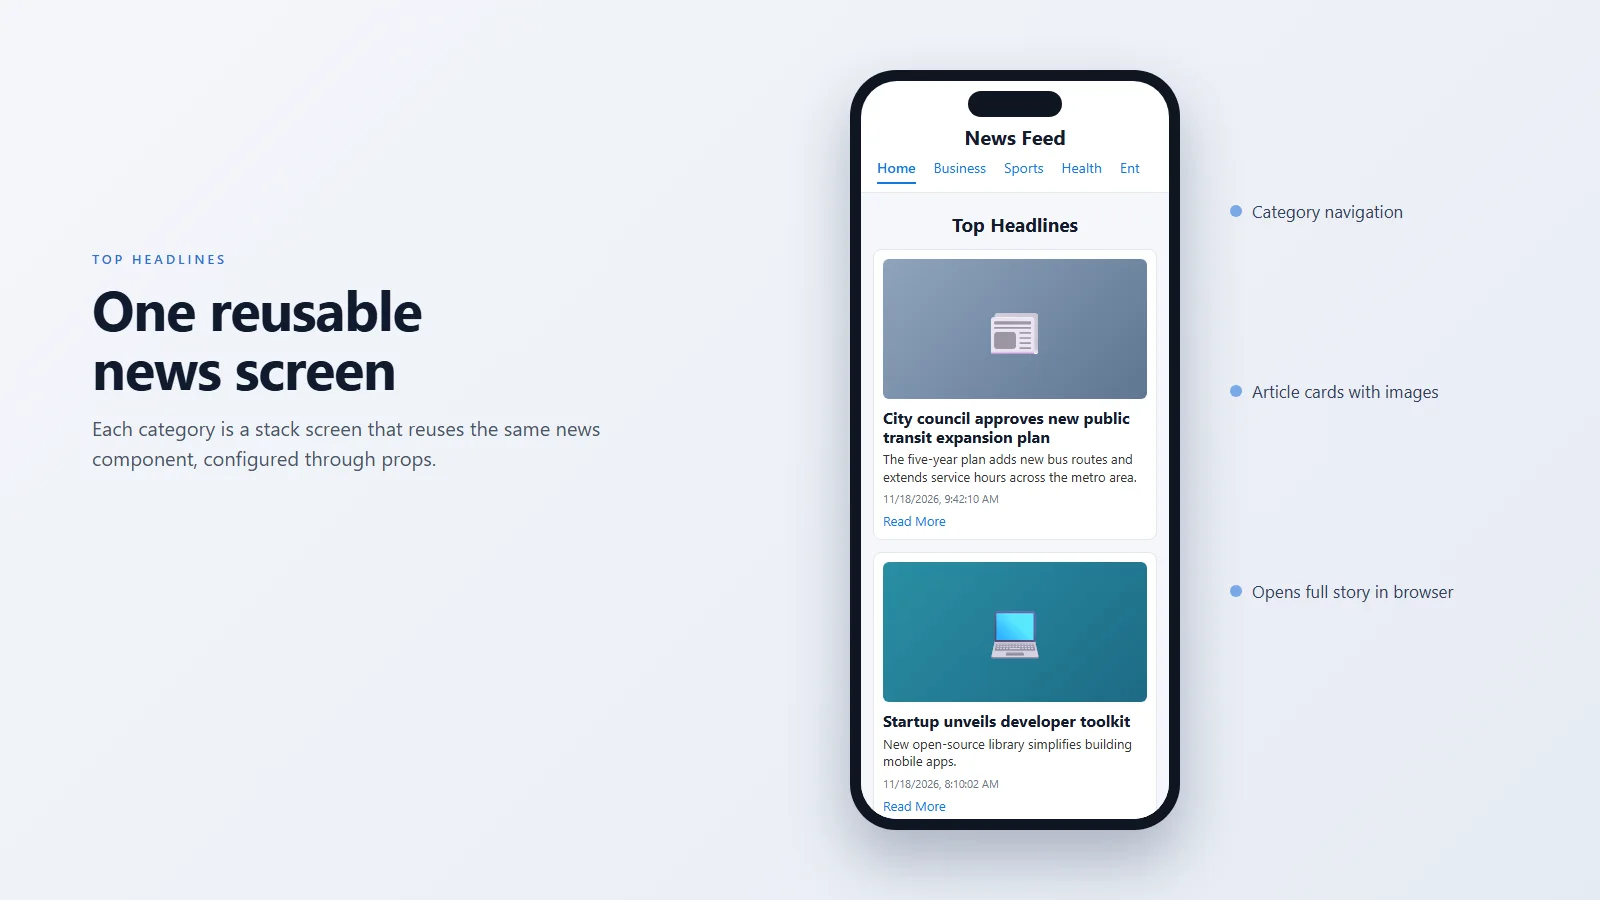 TOP HEADLINES
One reusable
news screen
Each category is a stack screen that reuses the same news
component, configured through props.
News Feed
Home Business Sports Health Ent
Top Headlines
City council approves new public
transit expansion plan
The five-year plan adds new bus routes and
extends service hours across the metro area.
11/18/2026, 9:42:10 AM
Read More
Startup unveils developer toolkit
New open-source library simplifies building
mobile apps.
11/18/2026, 8:10:02 AM
Read More
Category navigation
Article cards with images
Opens full story in browser